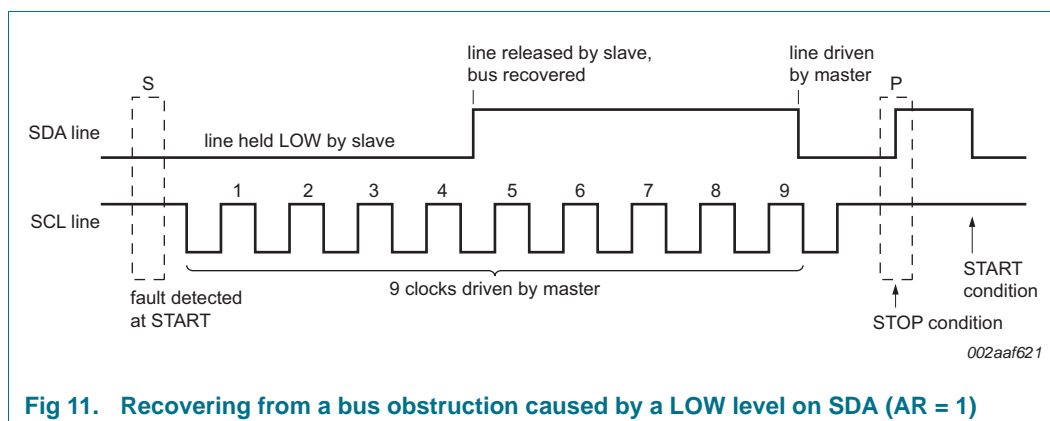 line released by slave,
bus recovered
line driven
by master
S
P
SDA line
line held LOW by slave
1 2 3 4 5 6 7 8 9
SCL line
fault detected
at START
9 clocks driven by master
START
condition
STOP condition
002aaf621
Fig 11. Recovering from a bus obstruction caused by a LOW level on SDA (AR = 1)